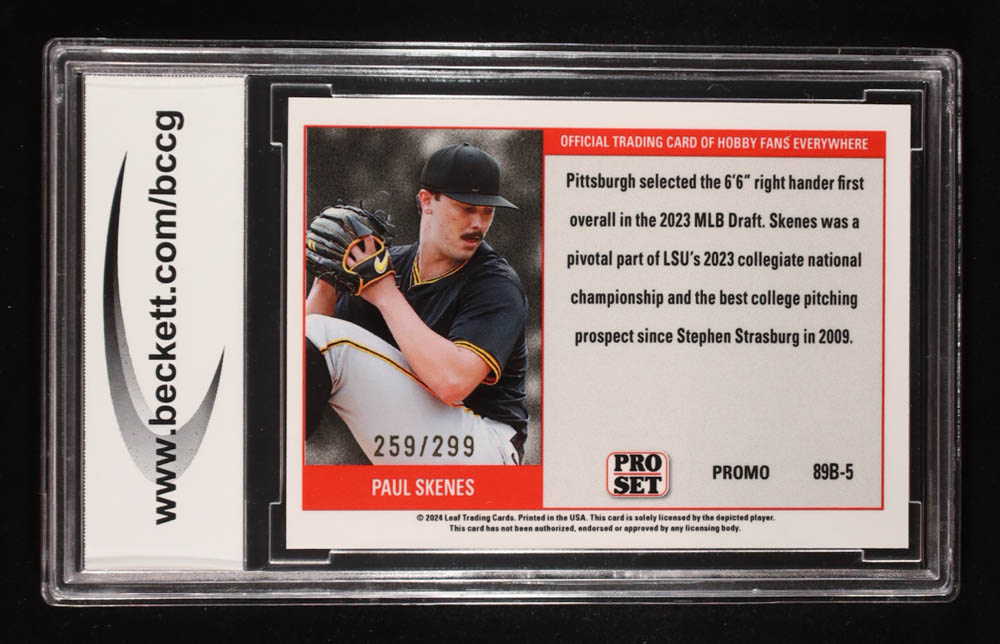 www.beckett.com/bccg
OFFICIAL TRADING CARD OF HOBBY FANS EVERYWHERE
Pittsburgh selected the 6'6" right hander first
overall in the 2023 MLB Draft. Skenes was a
pivotal part of LSU's 2023 collegiate national
championship and the best college pitching
prospect since Stephen Strasburg in 2009.
259/299
PAUL SKENES
PRO
SET
PROMO
89B-5
© 2024 Leaf Trading Cards. Printed in the USA. This card is solely licensed by the depicted player.
This card has not been authorized, endorsed or approved by any licensing body.